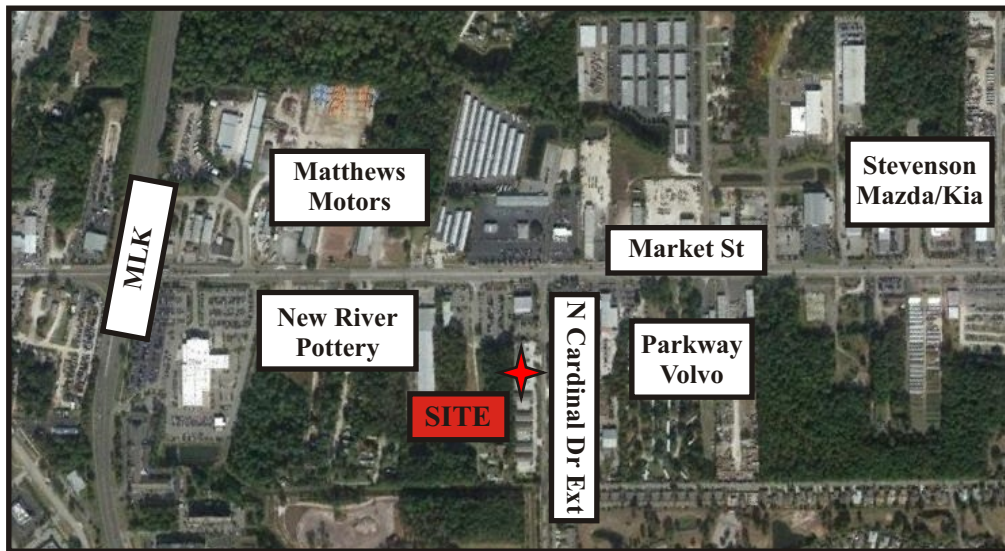 Matthews
Motors
Stevenson
Mazda/Kia
MLK
Market St
New River
Pottery
N Cardinal Dr Ext
Parkway
Volvo
SITE